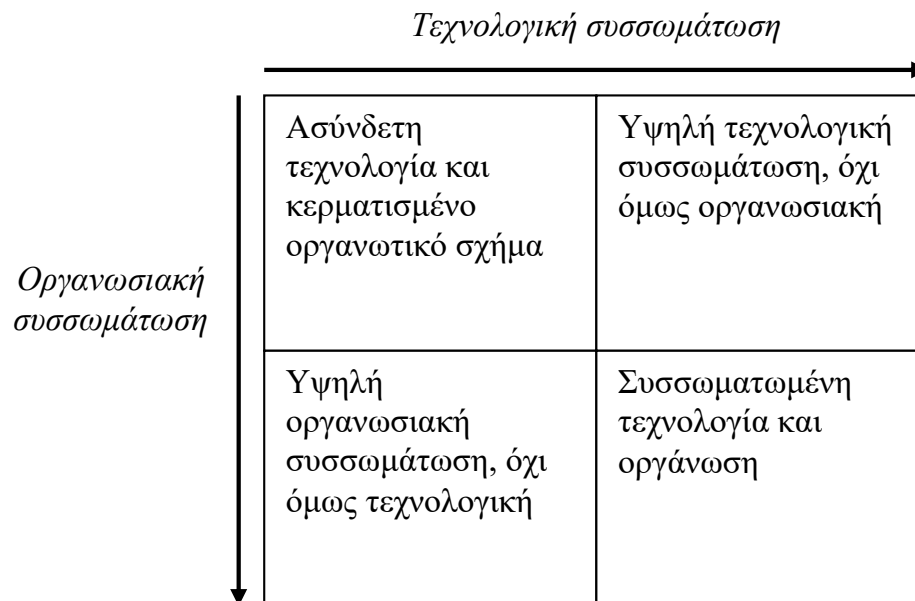 Τεχνολογική συσσωμάτωση
Ασύνδετη
τεχνολογία και
κερματισμένο
οργανωτικό σχήμα
Υψηλή τεχνολογική
συσσωμάτωση, όχι
όμως οργανωσιακή
Οργανωσιακή
συσσωμάτωση
Υψηλή
οργανωσιακή
συσσωμάτωση, όχι
όμως τεχνολογική
Συσσωματωμένη
τεχνολογία και
οργάνωση